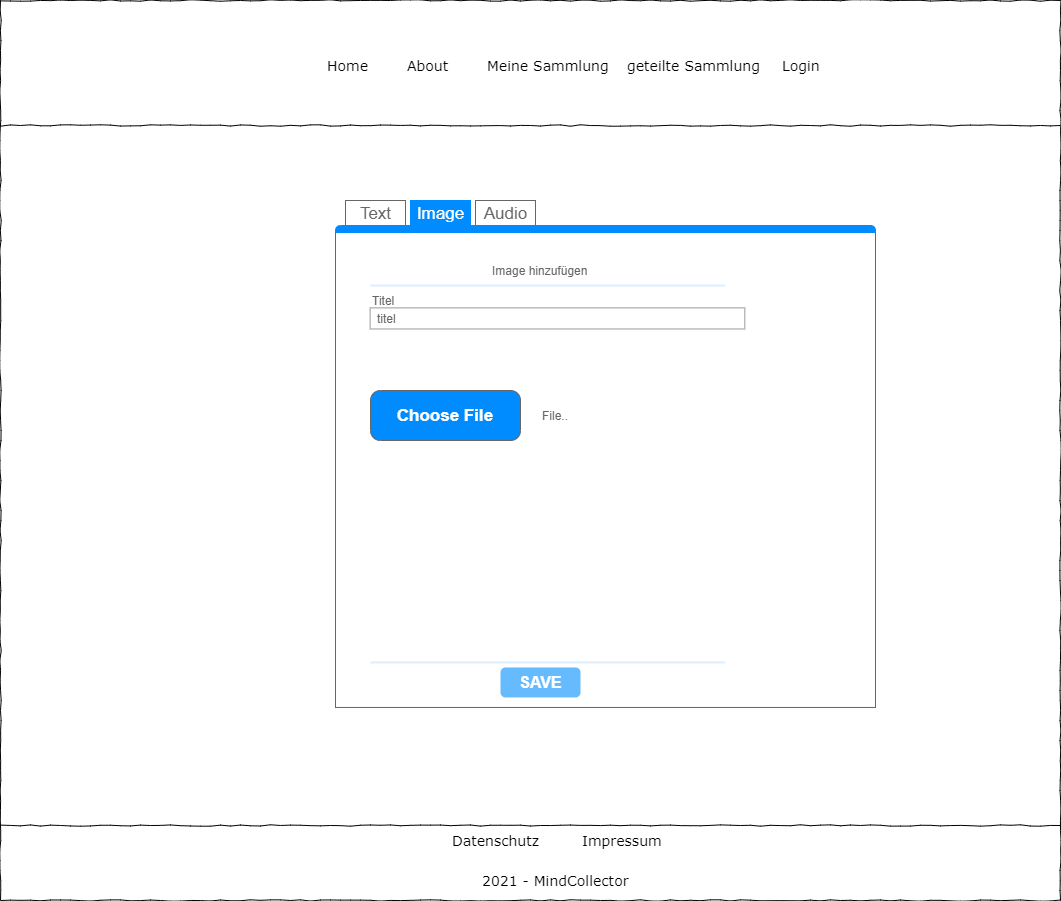 Home About Meine Sammlung geteilte Sammlung Login
Text Image Audio
Image hinzufügen
Titel
titel
Choose File File..
SAVE
Datenschutz Impressum
2021 - MindCollector